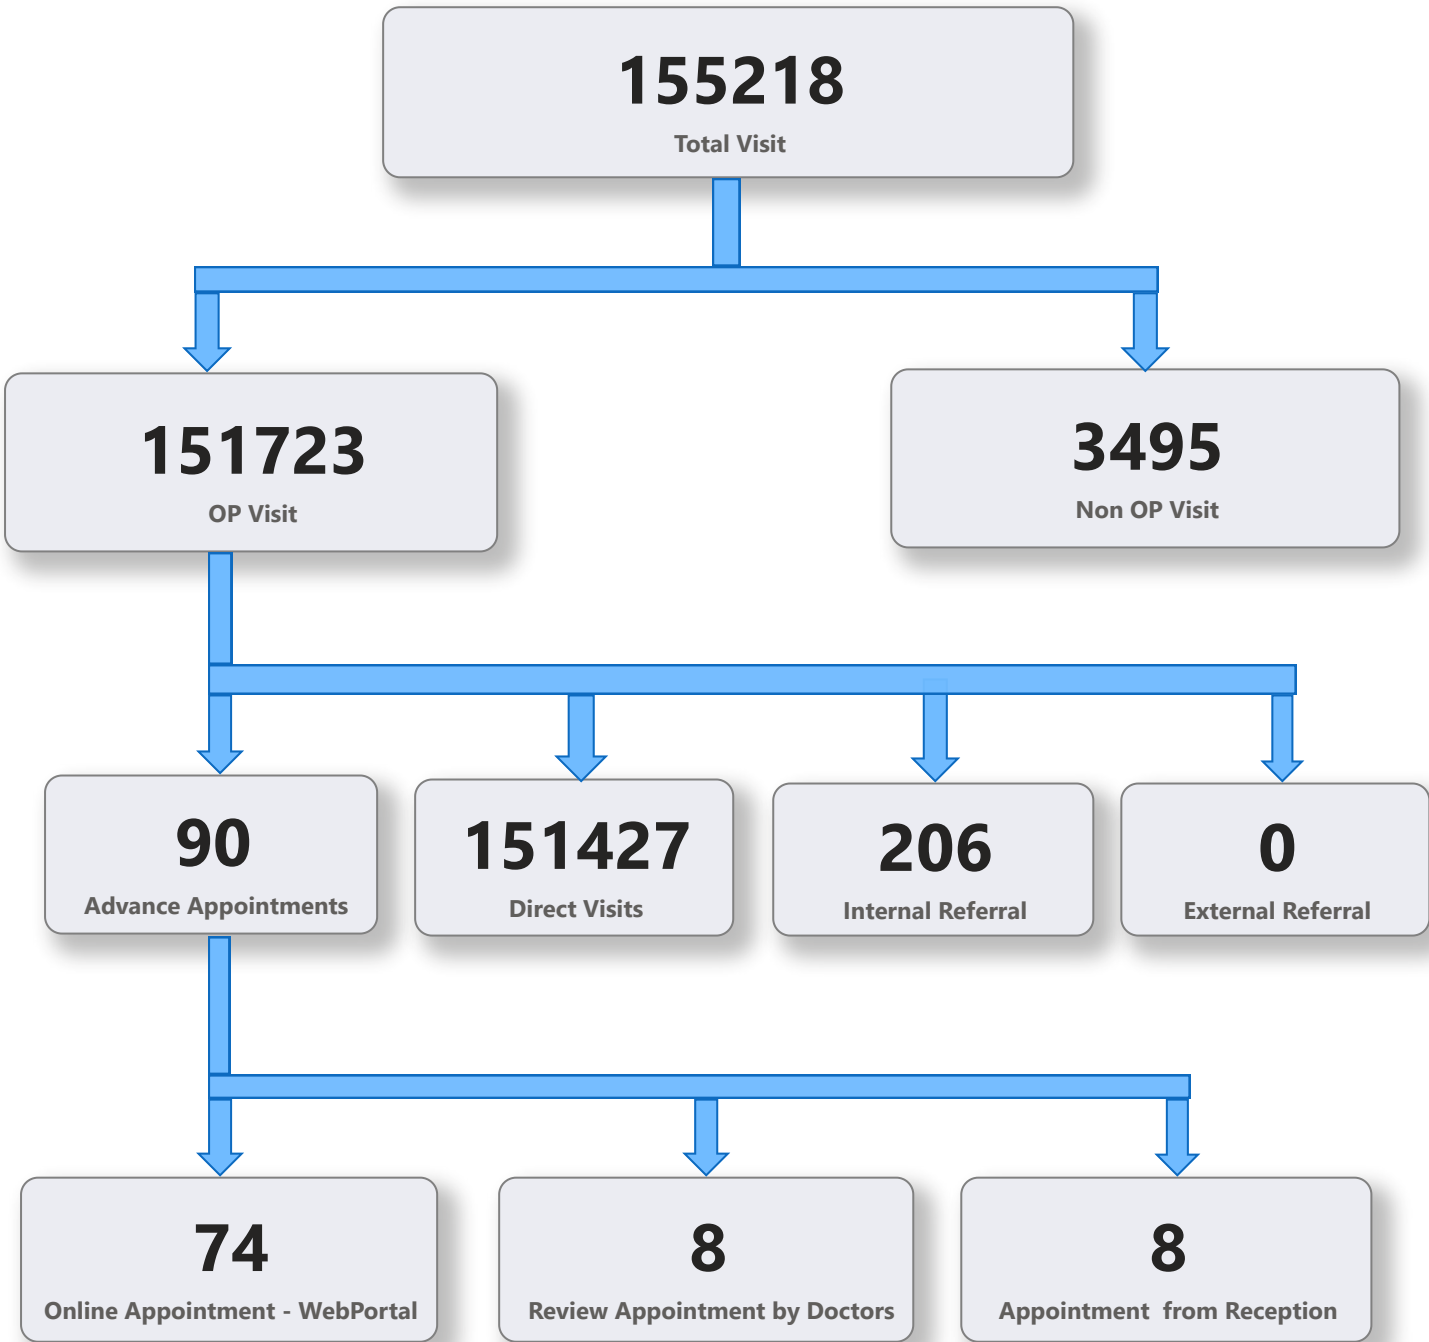 155218
Total Visit
151723
OP Visit
3495
Non OP Visit
90
Advance Appointments
151427
Direct Visits
206
Internal Referral
0
External Referral
74
Online Appointment - WebPortal
8
Review Appointment by Doctors
8
Appointment  from Reception